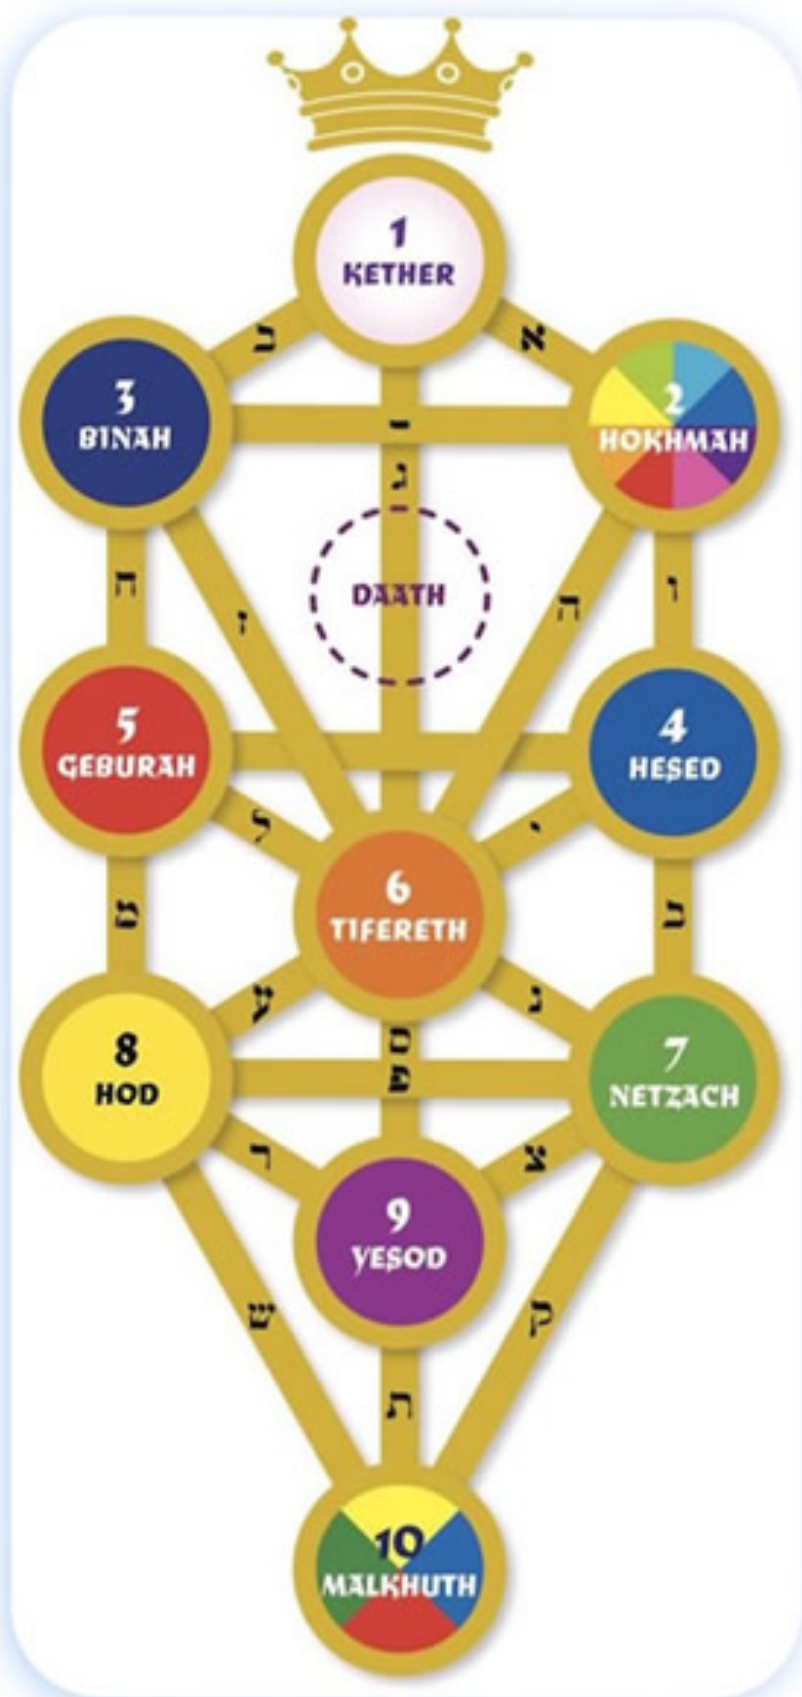 1
KETHER
א
3
BINAH
2
HOKHMAH
ג
DAATH
ח
ז
ה
ו
5
GEBURAH
4
HESED
ל
י
6
TIFERETH
ע
8
HOD
7
NETZACH
ר
צ
9
YESOD
ש
ק
ת
10
MALKHUTH